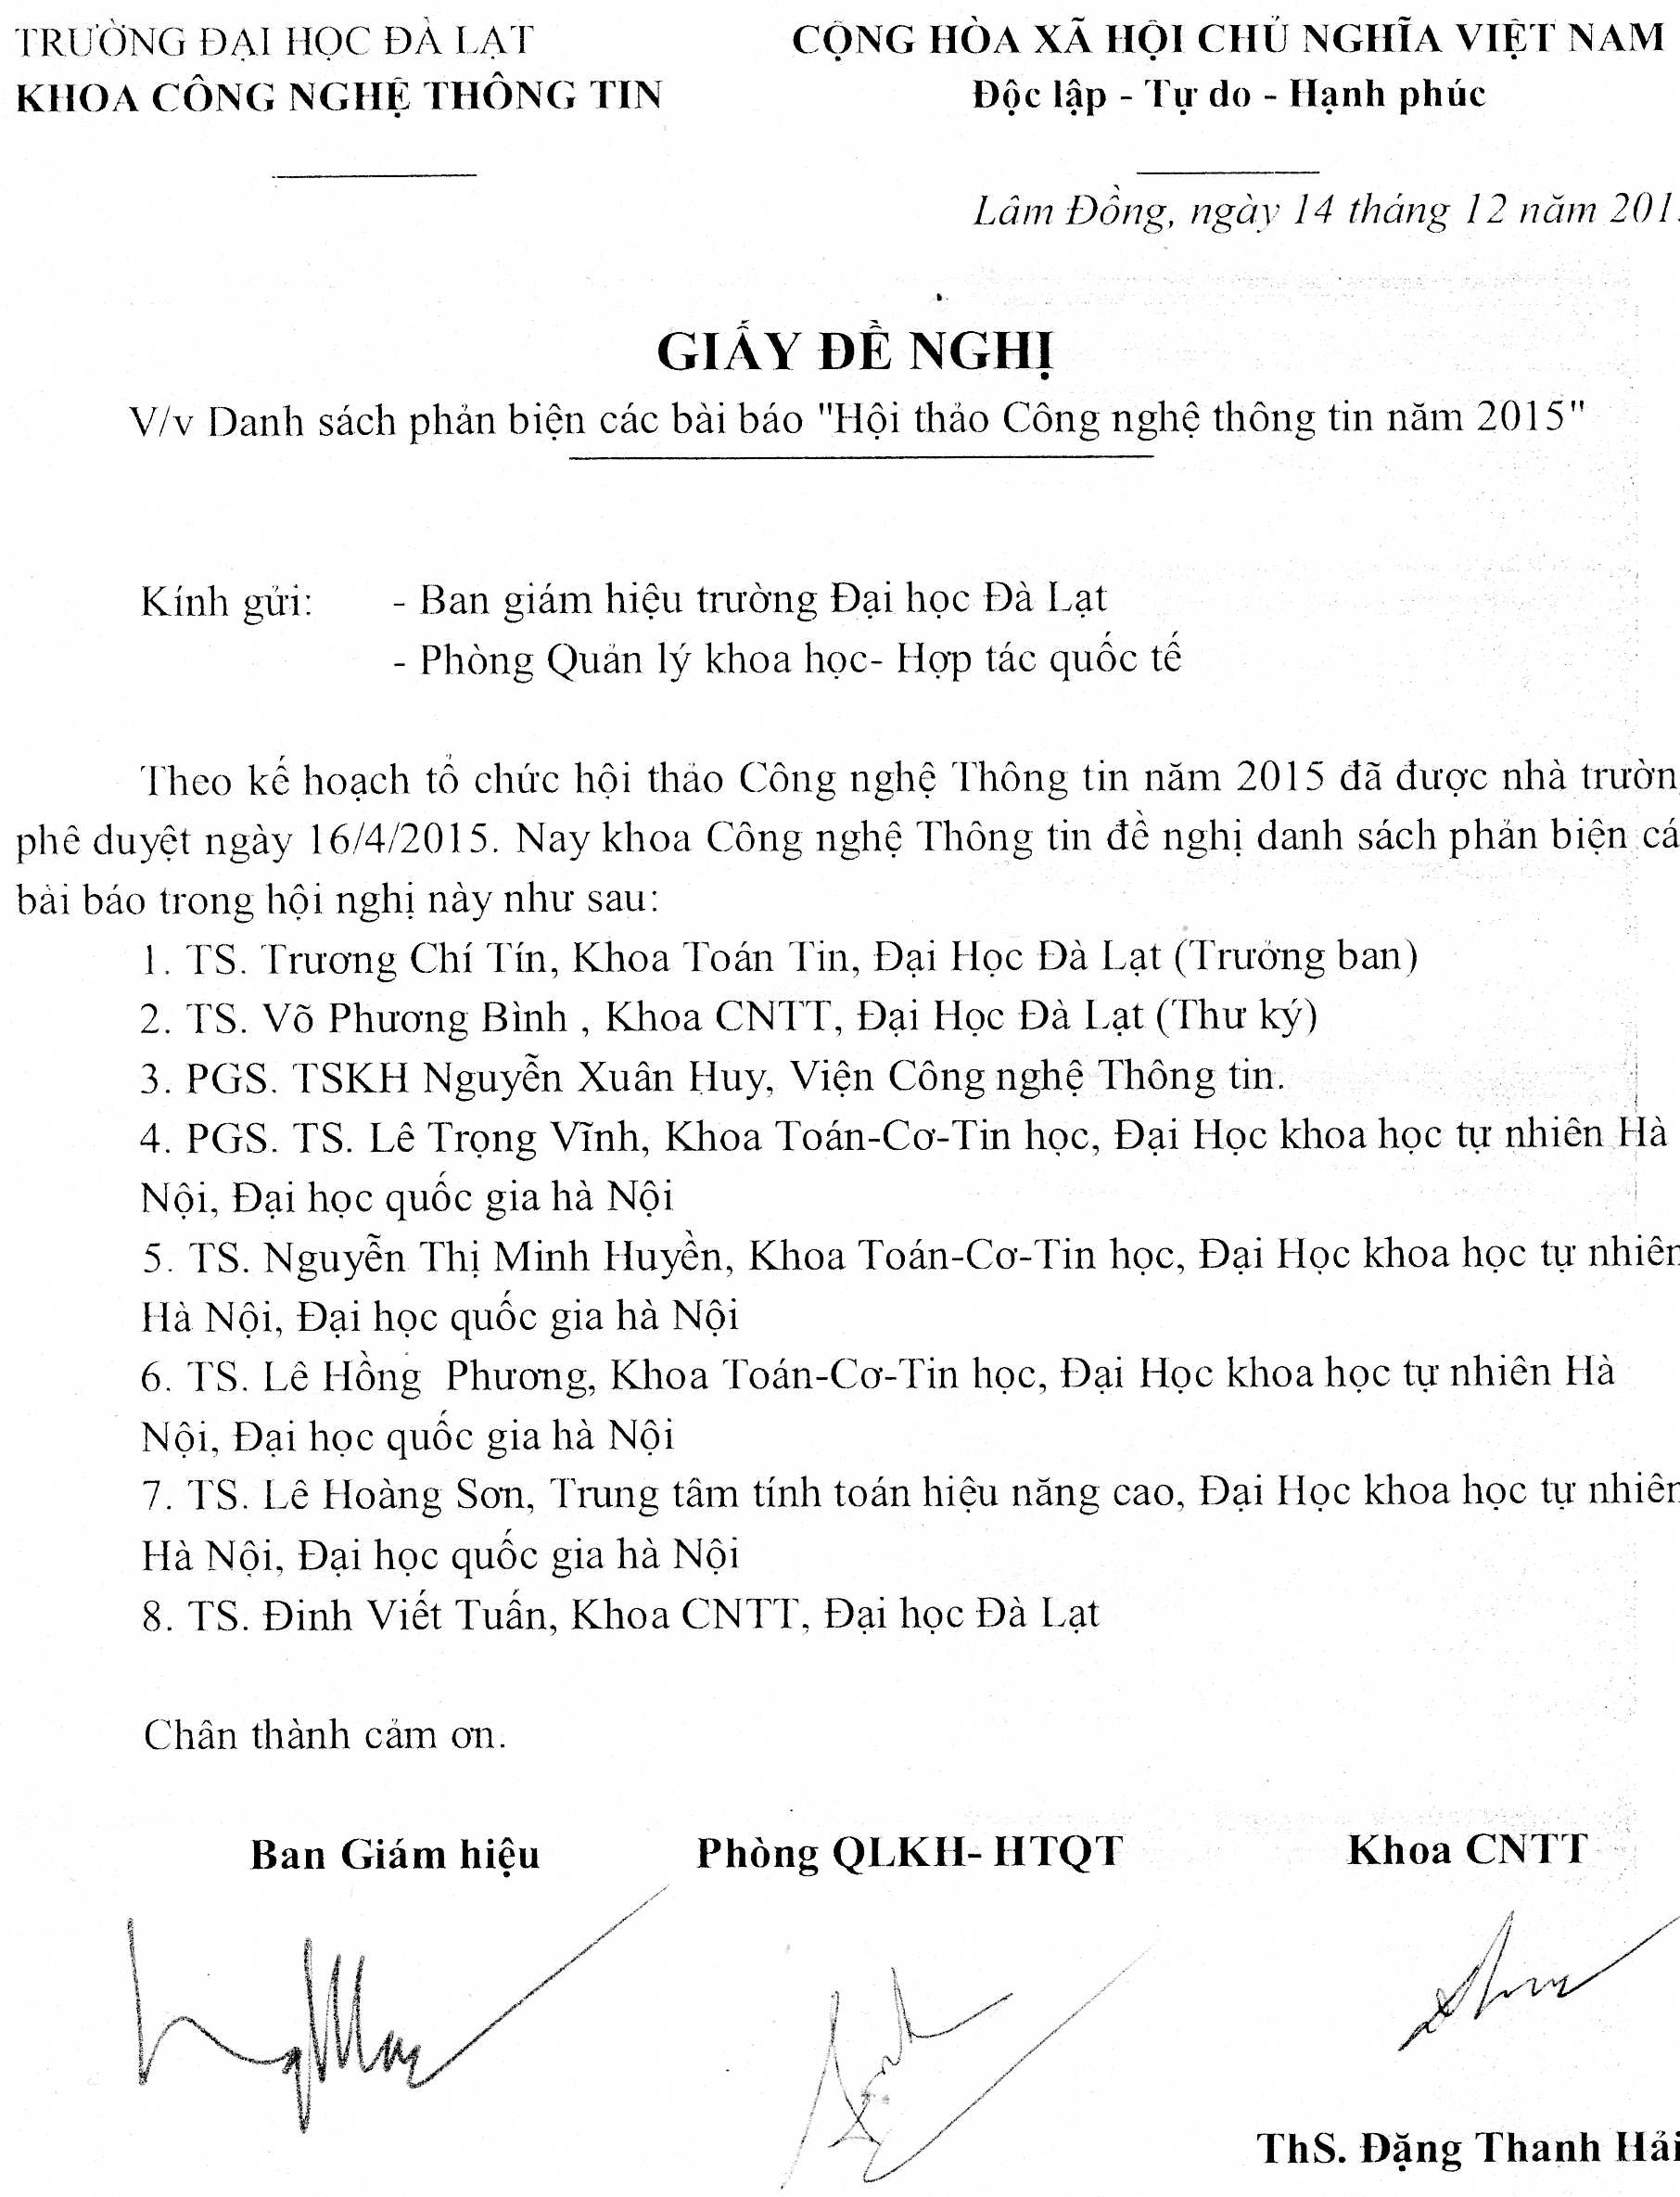 TRƯỜNG ĐẠI HỌC ĐÀ LẠT
KHOA CÔNG NGHỆ THÔNG TIN
CỘNG HÒA XÃ HỘI CHỦ NGHĨA VIỆT NAM
Độc lập - Tự do - Hạnh phúc
Lâm Đồng, ngày 14 tháng 12 năm 201
GIẤY ĐỀ NGHỊ
V/v Danh sách phản biện các bài báo "Hội thảo Công nghệ thông tin năm 2015"
Kính gửi: - Ban giám hiệu trường Đại học Đà Lạt
- Phòng Quản lý khoa học- Hợp tác quốc tế
Theo kế hoạch tổ chức hội thảo Công nghệ Thông tin năm 2015 đã được nhà trườn
phê duyệt ngày 16/4/2015. Nay khoa Công nghệ Thông tin đề nghị danh sách phản biện cá
bài báo trong hội nghị này như sau:
1. TS. Trương Chí Tín, Khoa Toán Tin, Đại Học Đà Lạt (Trưởng ban)
2. TS. Võ Phương Bình , Khoa CNTT, Đại Học Đà Lạt (Thư ký)
3. PGS. TSKH Nguyễn Xuân Huy, Viện Công nghệ Thông tin.
4. PGS. TS. Lê Trọng Vĩnh, Khoa Toán-Cơ-Tin học, Đại Học khoa học tự nhiên Hà
Nội, Đại học quốc gia hà Nội
5. TS. Nguyễn Thị Minh Huyền, Khoa Toán-Cơ-Tin học, Đại Học khoa học tự nhiên
Hà Nội, Đại học quốc gia hà Nội
6. TS. Lê Hồng Phương, Khoa Toán-Cơ-Tin học, Đại Học khoa học tự nhiên Hà
Nội, Đại học quốc gia hà Nội
7. TS. Lê Hoàng Sơn, Trung tâm tính toán hiệu năng cao, Đại Học khoa học tự nhiên
Hà Nội, Đại học quốc gia hà Nội
8. TS. Đinh Viết Tuấn, Khoa CNTT, Đại học Đà Lạt
Chân thành cảm ơn.
Ban Giám hiệu
Phòng QLKH- HTQT
Khoa CNTT
ThS. Đặng Thanh Hải